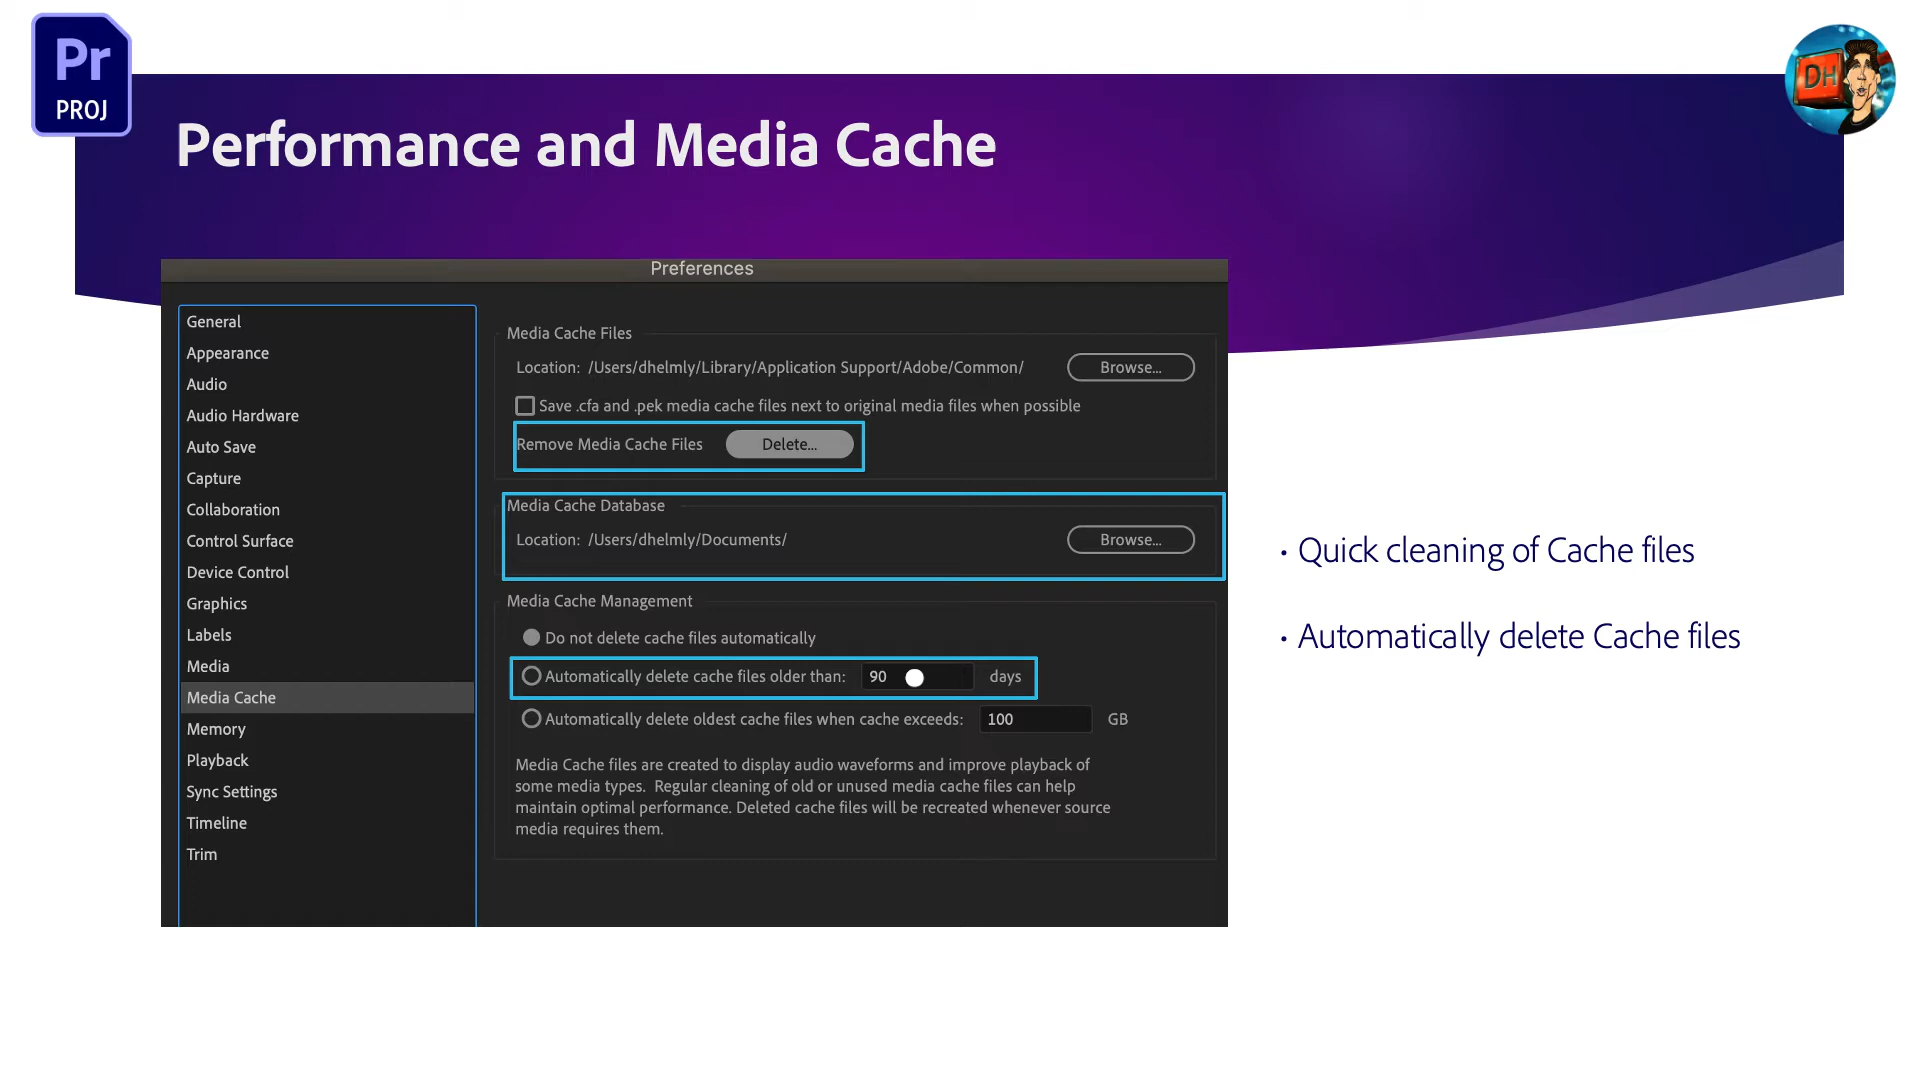 Pr
PROJ
DH
Performance and Media Cache
Preferences
General
Appearance
Audio
Audio Hardware
Auto Save
Capture
Collaboration
Control Surface
Device Control
Graphics
Labels
Media
Media Cache
Memory
Playback
Sync Settings
Timeline
Trim
Media Cache Files
Location: /Users/dhelmly/Library/Application Support/Adobe/Common/ Browse...
Save .cfa and .pek media cache files next to original media files when possible
Remove Media Cache Files Delete...
Media Cache Database
Location: /Users/dhelmly/Documents/ Browse...
Media Cache Management
Do not delete cache files automatically
Automatically delete cache files older than: 90 days
Automatically delete oldest cache files when cache exceeds: 100 GB
Media Cache files are created to display audio waveforms and improve playback of
some media types. Regular cleaning of old or unused media cache files can help
maintain optimal performance. Deleted cache files will be recreated whenever source
media requires them.
• Quick cleaning of Cache files
• Automatically delete Cache files